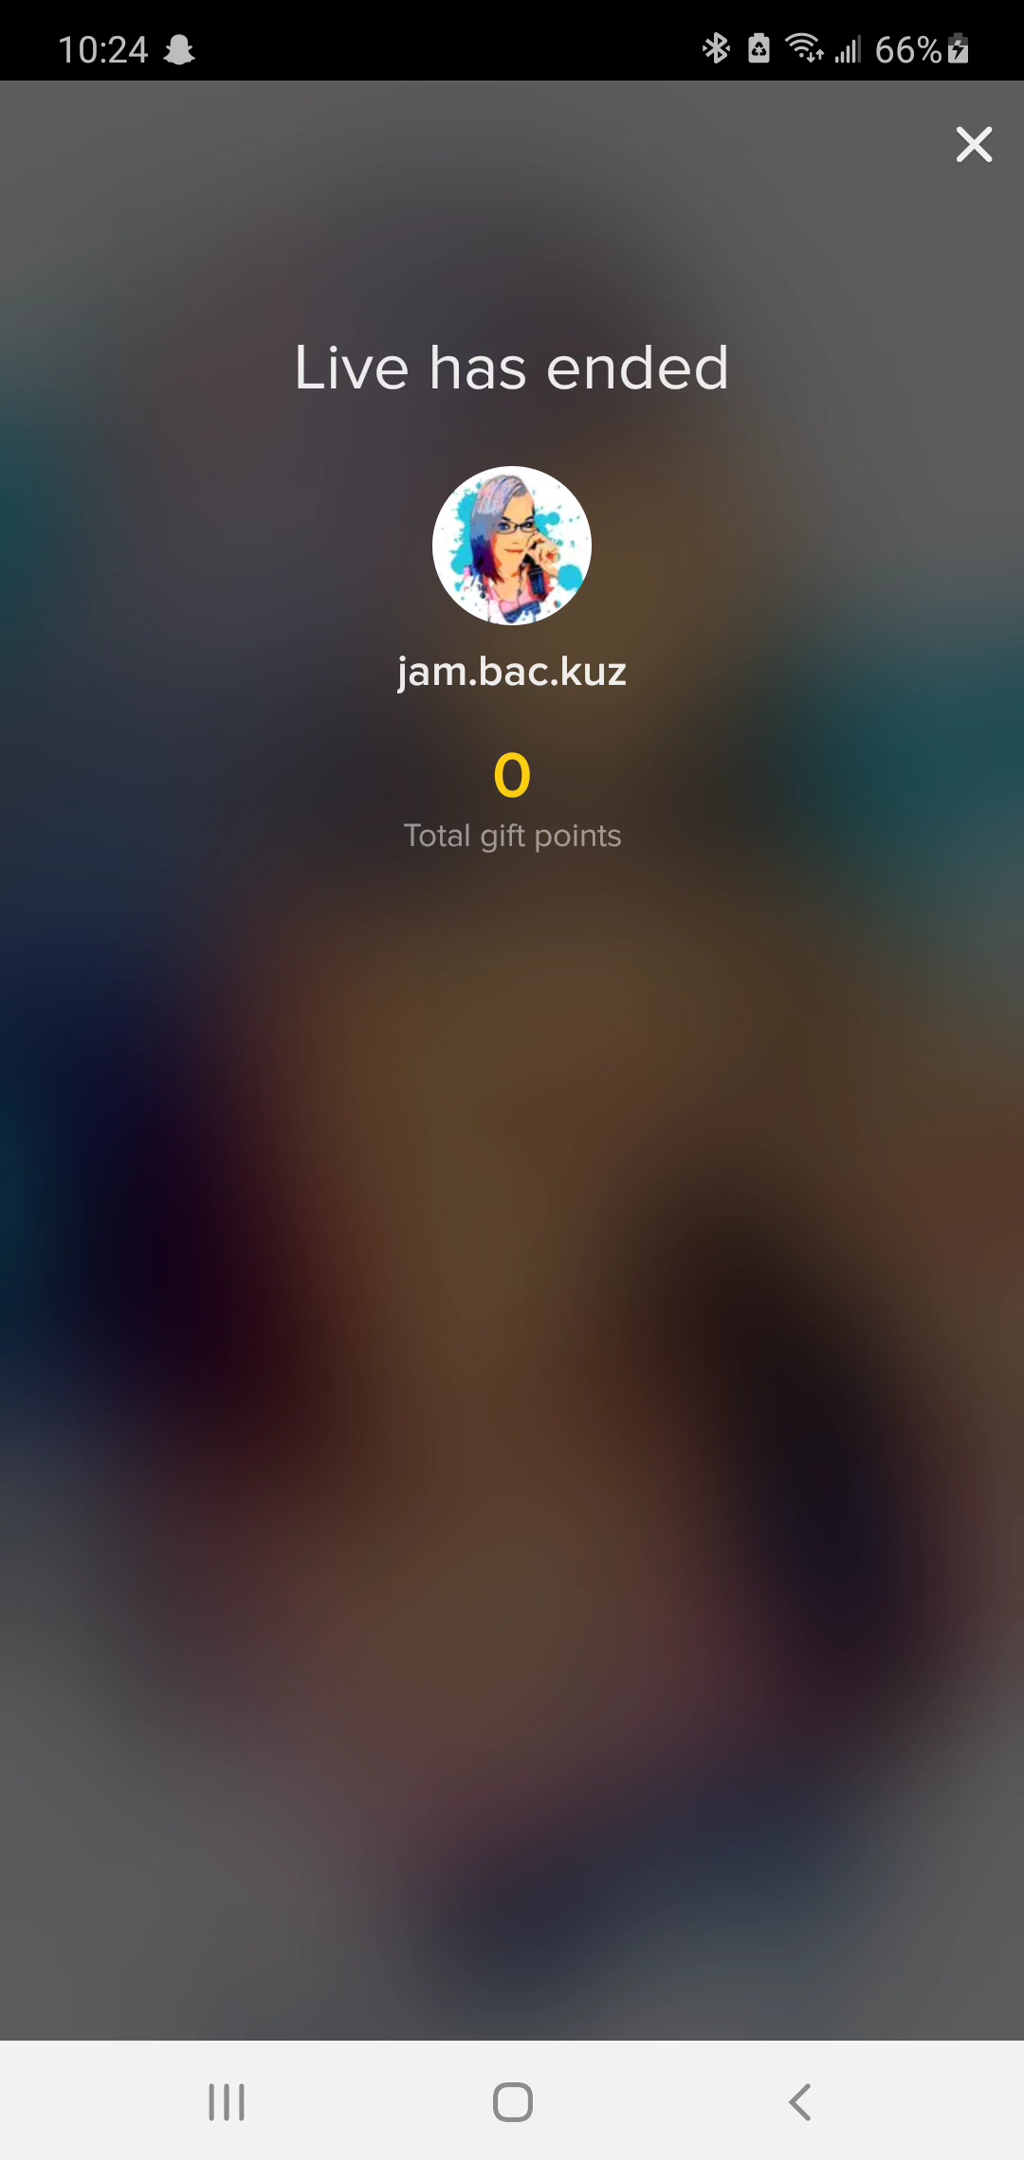 10:24 66%
Live has ended
jam.bac.kuz
0
Total gift points